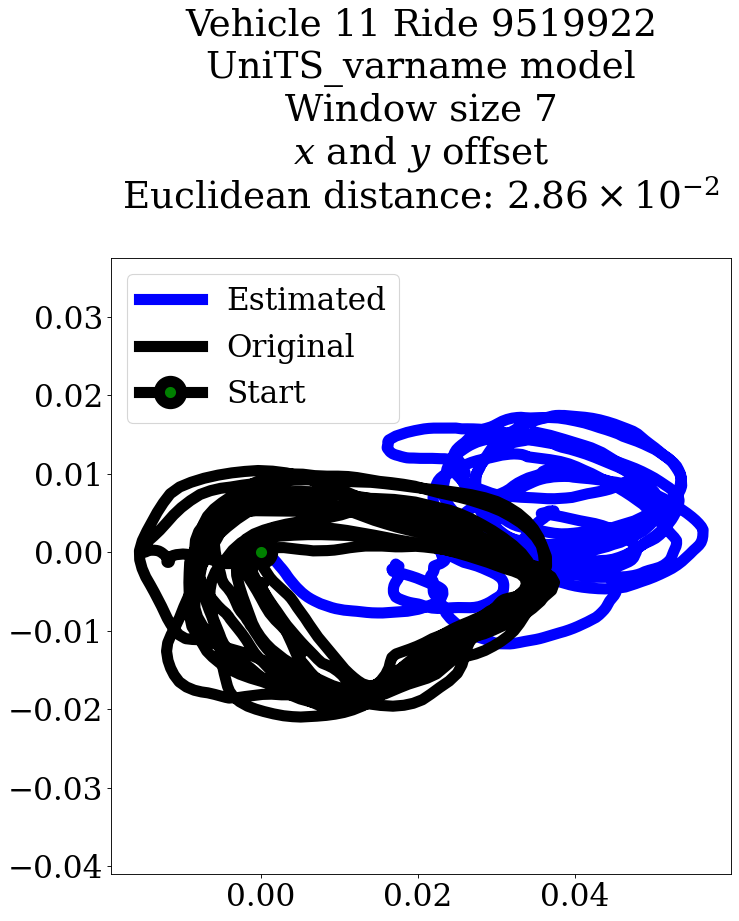 Vehicle 11 Ride 9519922
UniTS_varname model
Window size 7
x and y offset
Euclidean distance: 2.86 × 10⁻²
Estimated
Original
Start
0.03
0.02
0.01
0.00
−0.01
−0.02
−0.03
−0.04
0.00 0.02 0.04